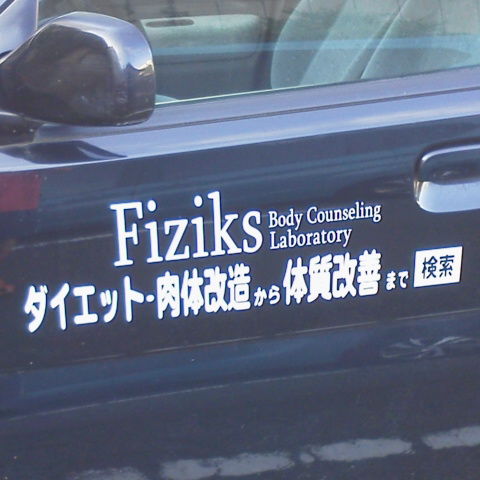 Fiziks
Body Counseling
Laboratory
ダイエット・肉体改造から体質改善まで 検索